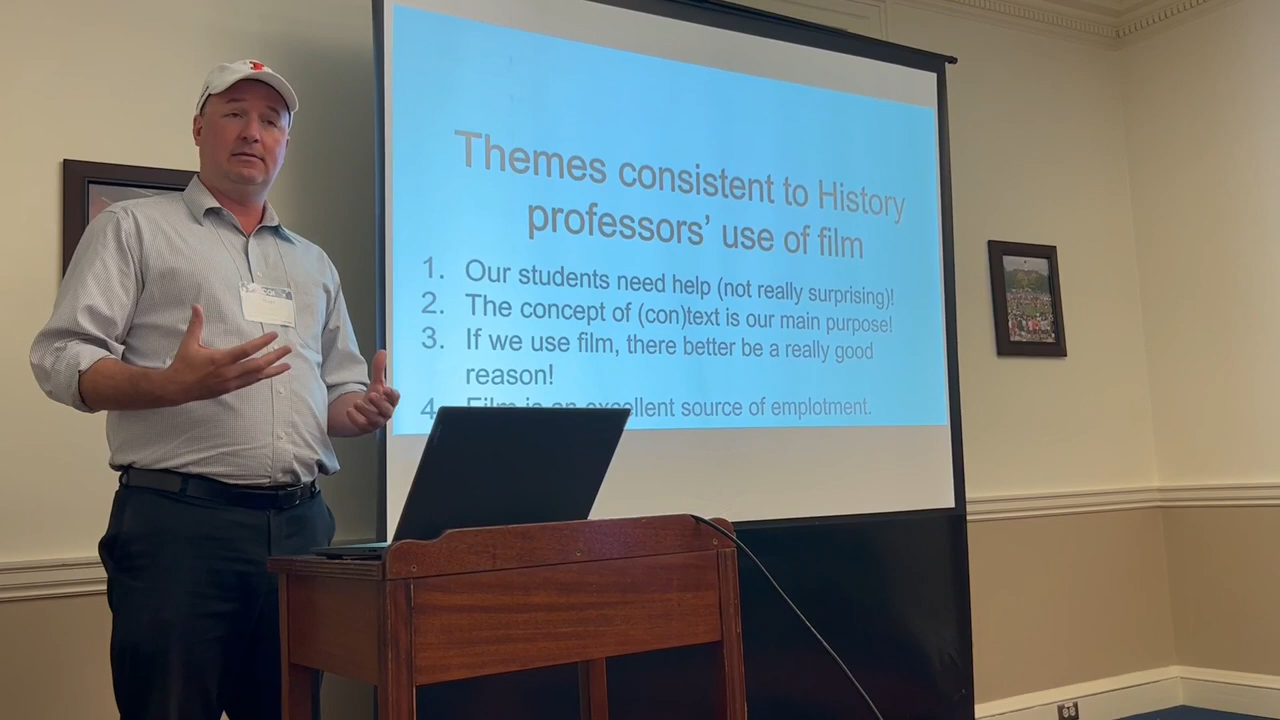 Themes consistent to History
professors' use of film
1. Our students need help (not really surprising)!
2. The concept of (con)text is our main purpose!
3. If we use film, there better be a really good
reason!
4. Film is an excellent source of emplotment.